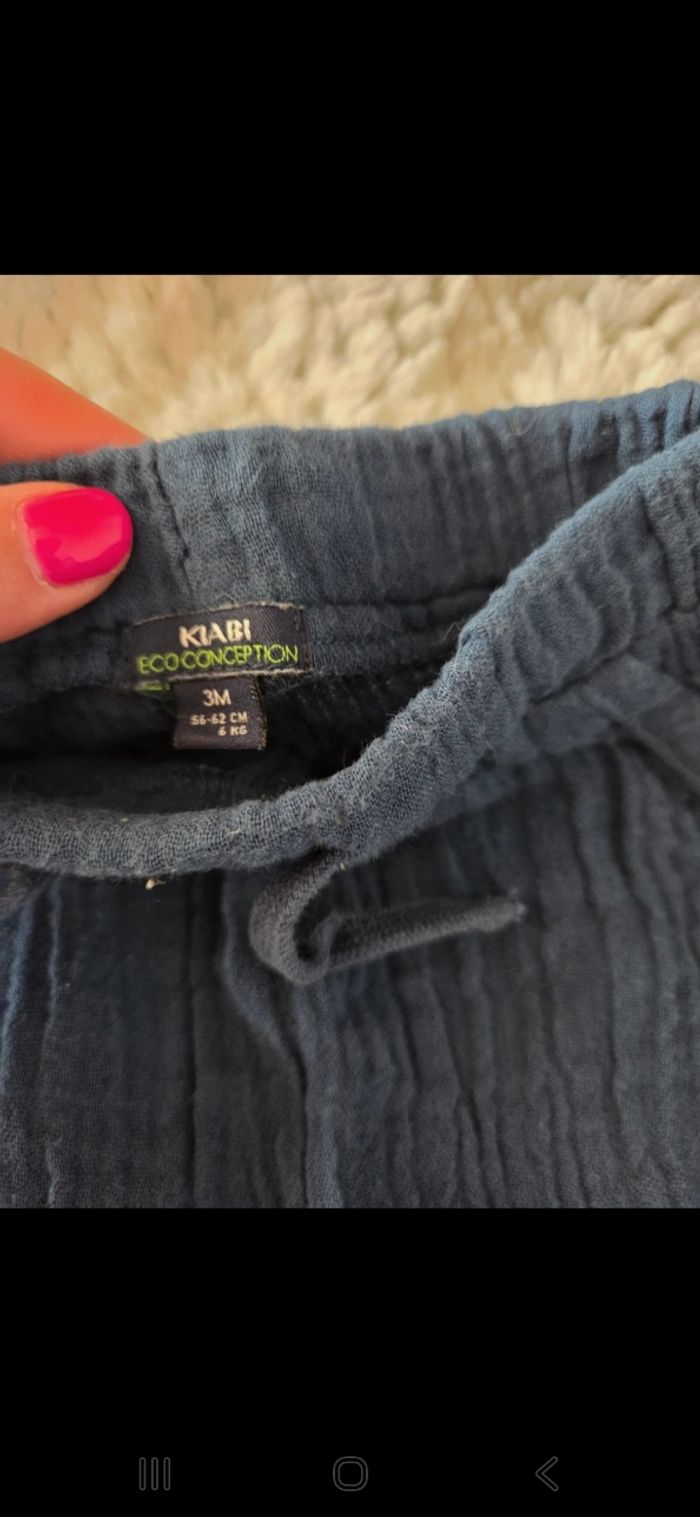 KIABI
ECO CONCEPTION
3M
56-62 CM
6 KG